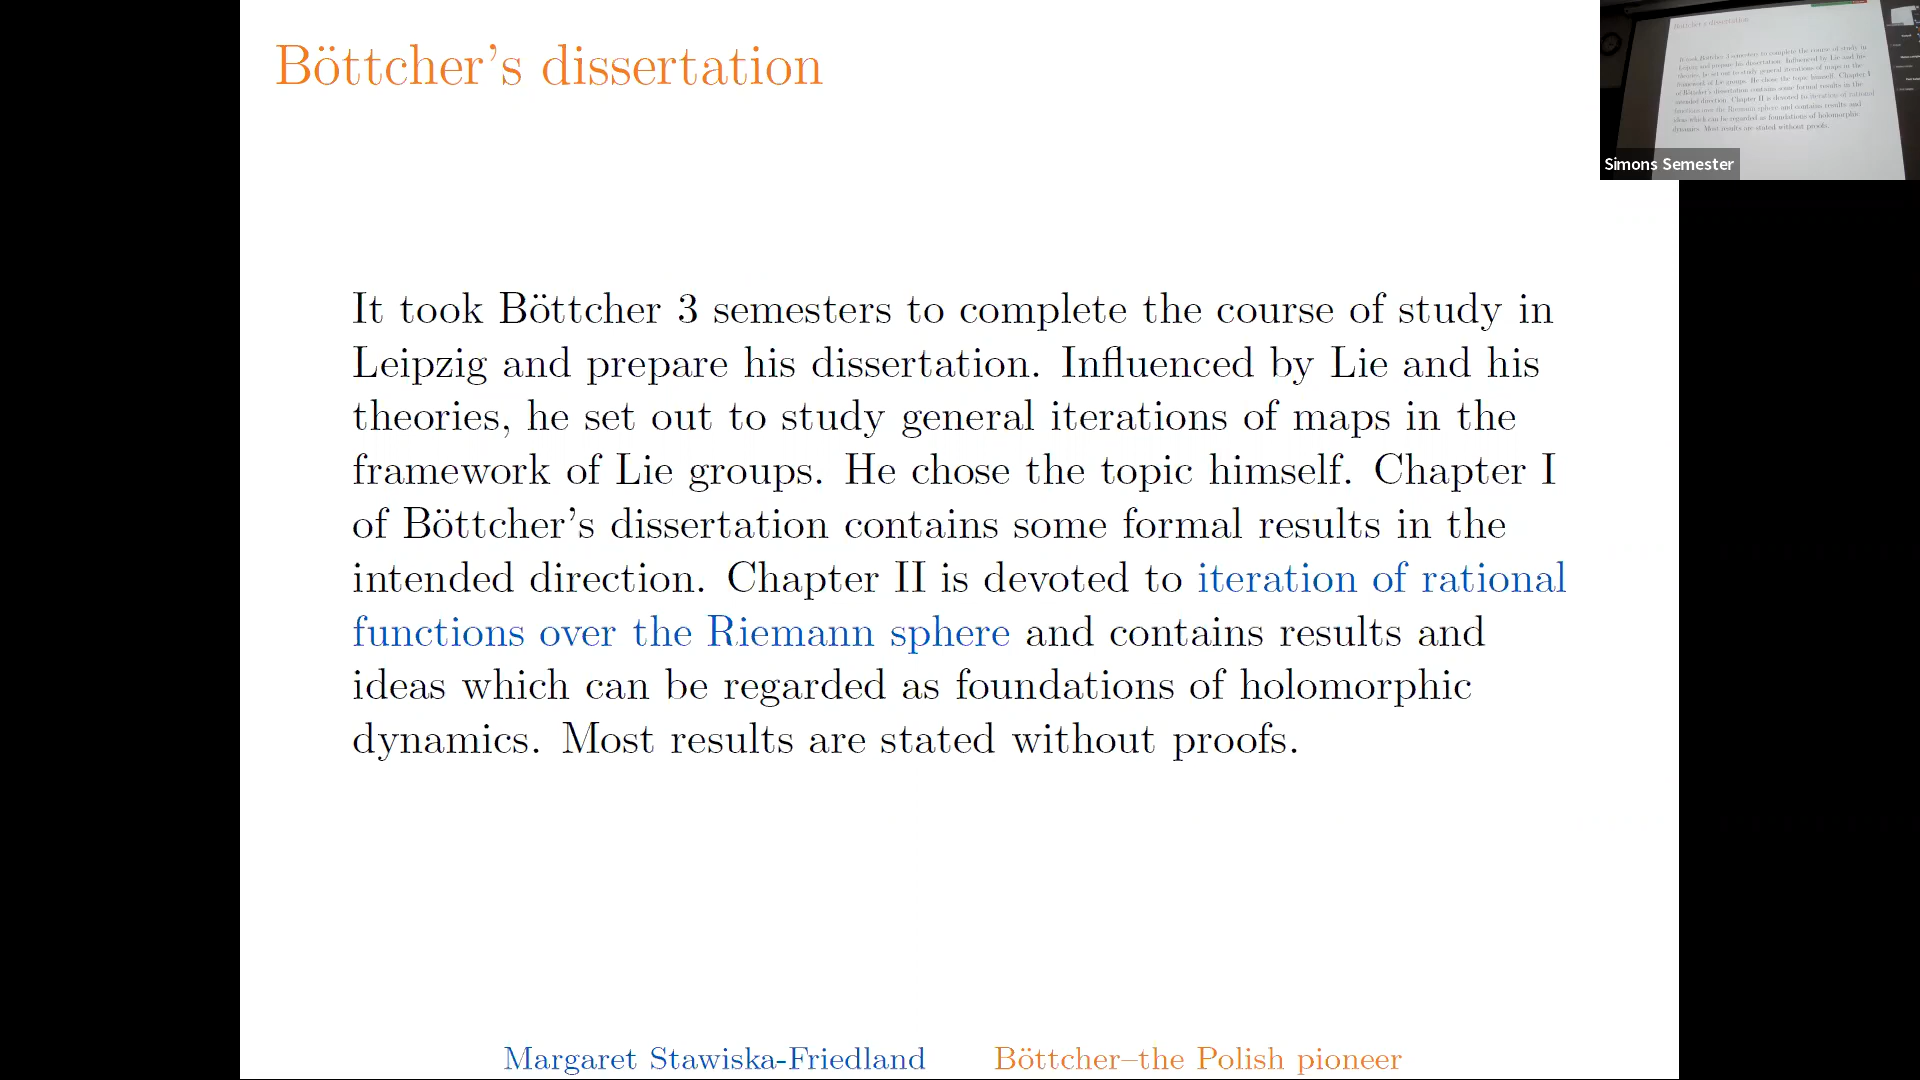 Böttcher's dissertation
It took Böttcher 3 semesters to complete the course of study in
Leipzig and prepare his dissertation. Influenced by Lie and his
theories, he set out to study general iterations of maps in the
framework of Lie groups. He chose the topic himself. Chapter I
of Böttcher's dissertation contains some formal results in the
intended direction. Chapter II is devoted to iteration of rational
functions over the Riemann sphere and contains results and
ideas which can be regarded as foundations of holomorphic
dynamics. Most results are stated without proofs.
Margaret Stawiska-Friedland Böttcher–the Polish pioneer
Simons Semester